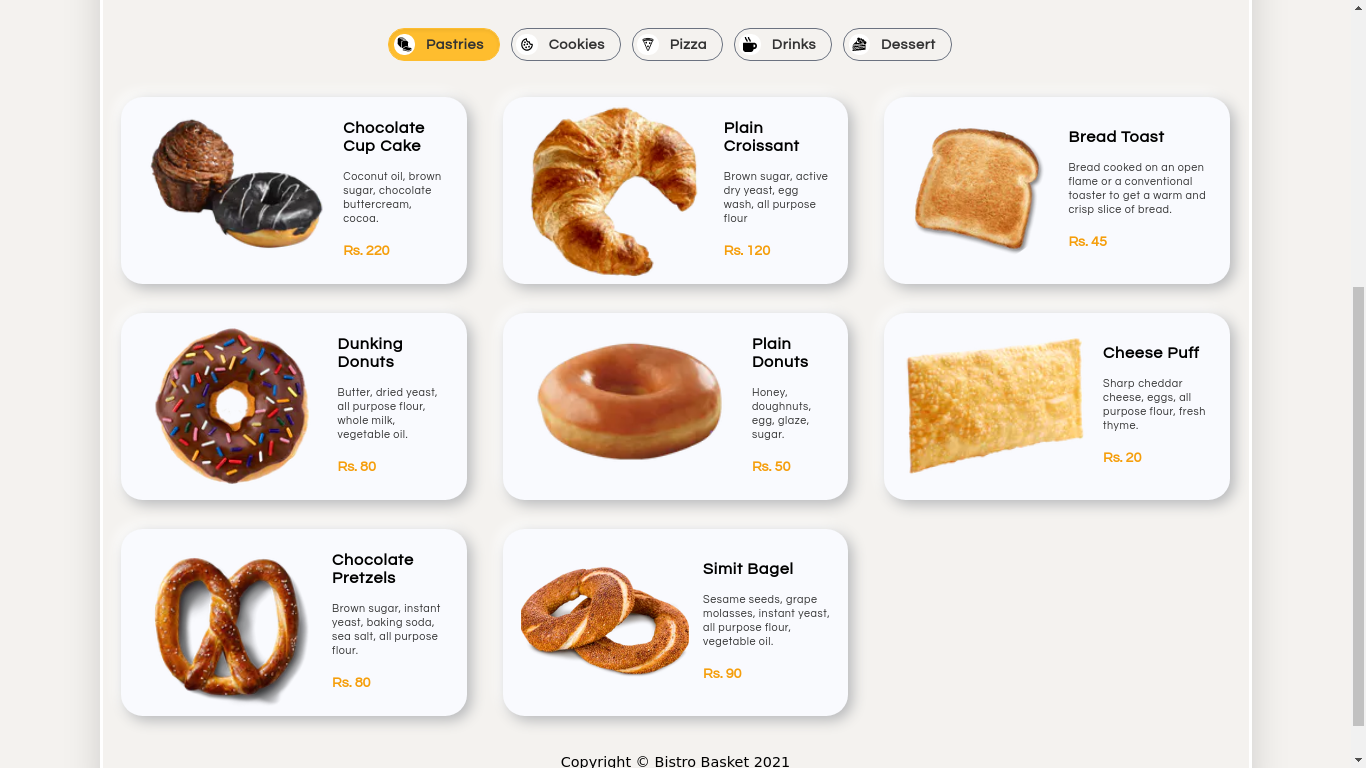 Pastries
Cookies
Pizza
Drinks
Dessert
Chocolate
Cup Cake
Coconut oil, brown
sugar, chocolate
buttercream,
cocoa.
Rs. 220
Plain
Croissant
Brown sugar, active
dry yeast, egg
wash, all purpose
flour
Rs. 120
Bread Toast
Bread cooked on an open
flame or a conventional
toaster to get a warm and
crisp slice of bread.
Rs. 45
Dunking
Donuts
Butter, dried yeast,
all purpose flour,
whole milk,
vegetable oil.
Rs. 80
Plain
Donuts
Honey,
doughnuts,
egg, glaze,
sugar.
Rs. 50
Cheese Puff
Sharp cheddar
cheese, eggs, all
purpose flour, fresh
thyme.
Rs. 20
Chocolate
Pretzels
Brown sugar, instant
yeast, baking soda,
sea salt, all purpose
flour.
Rs. 80
Simit Bagel
Sesame seeds, grape
molasses, instant yeast,
all purpose flour,
vegetable oil.
Rs. 90
Copyright © Bistro Basket 2021